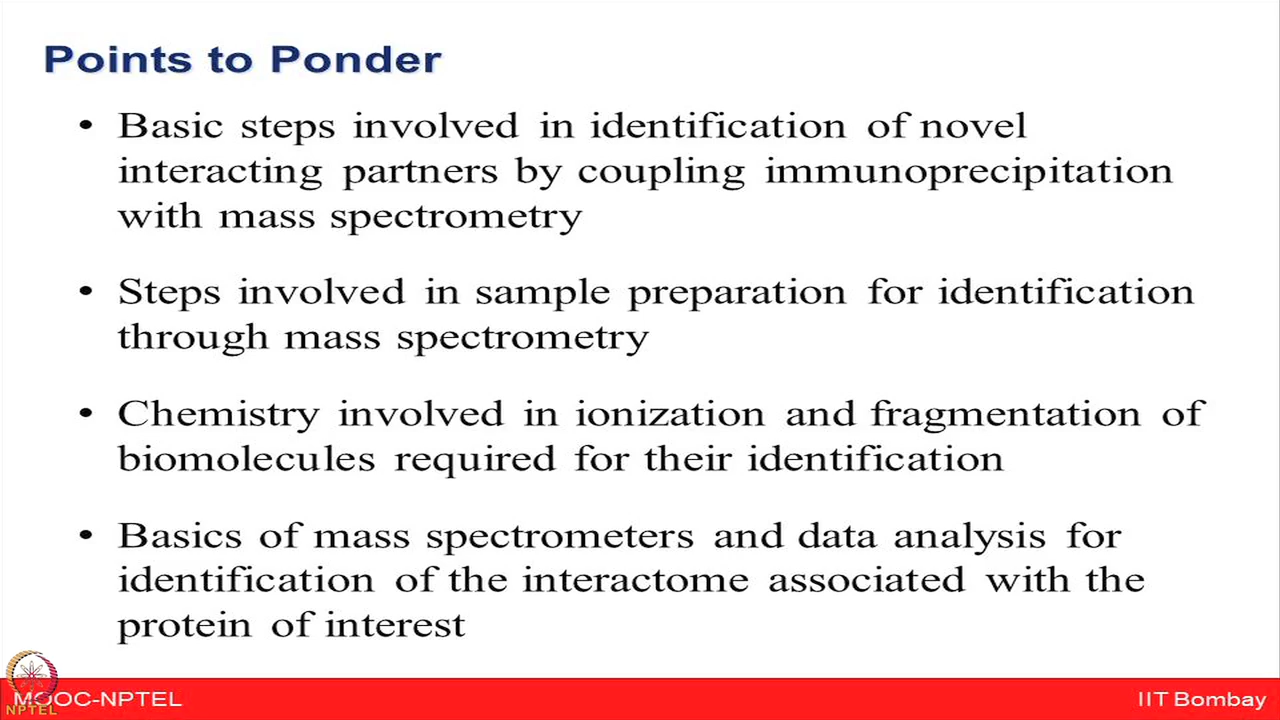 Points to Ponder
• Basic steps involved in identification of novel
interacting partners by coupling immunoprecipitation
with mass spectrometry
• Steps involved in sample preparation for identification
through mass spectrometry
• Chemistry involved in ionization and fragmentation of
biomolecules required for their identification
• Basics of mass spectrometers and data analysis for
identification of the interactome associated with the
protein of interest
MOOC-NPTEL
NPTEL
IIT Bombay